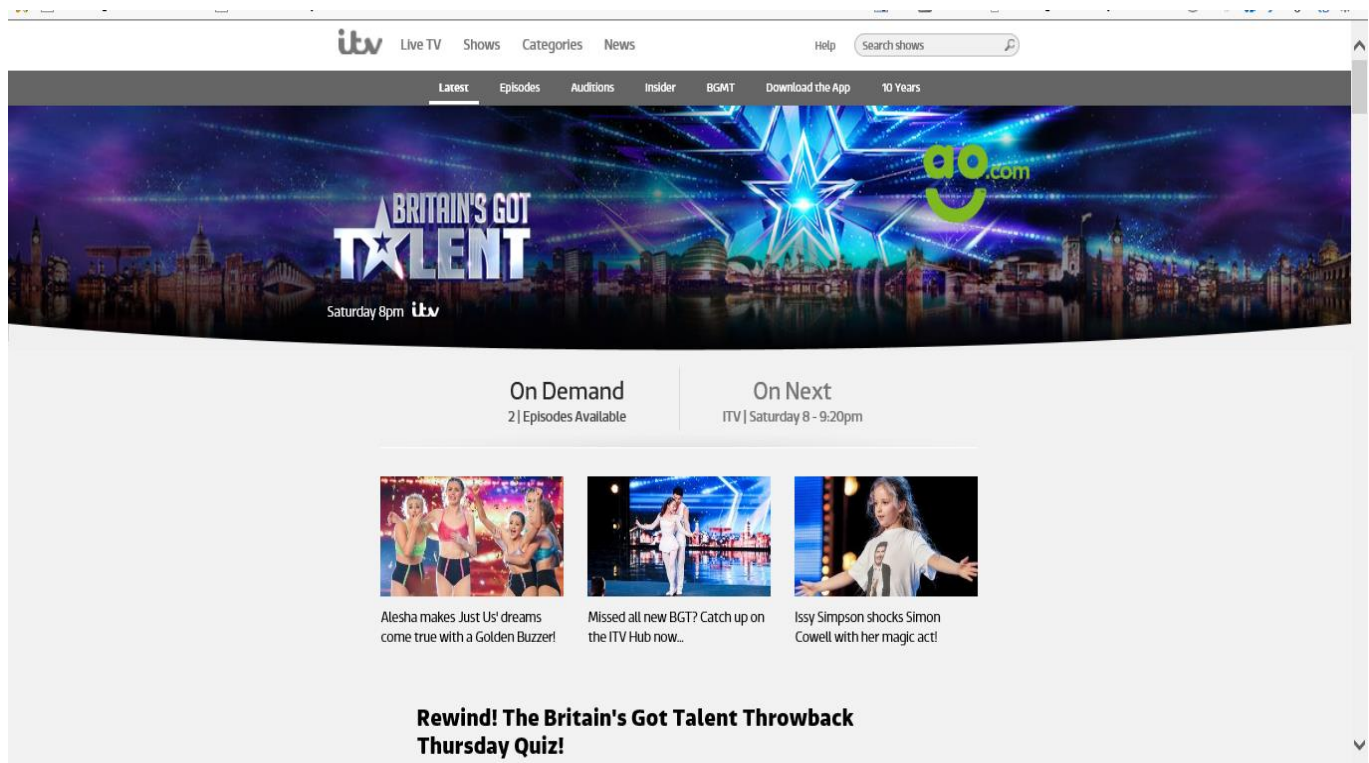 itv Live TV Shows Categories News Help Search shows
Latest Episodes Auditions Insider BGMT Download the App 10 Years
ao.com
BRITAIN'S GOT
TALENT
Saturday 8pm itv
On Demand On Next
2 | Episodes Available ITV | Saturday 8 - 9:20pm
Alesha makes Just Us' dreams
come true with a Golden Buzzer!
Missed all new BGT? Catch up on
the ITV Hub now...
Issy Simpson shocks Simon
Cowell with her magic act!
Rewind! The Britain's Got Talent Throwback
Thursday Quiz!